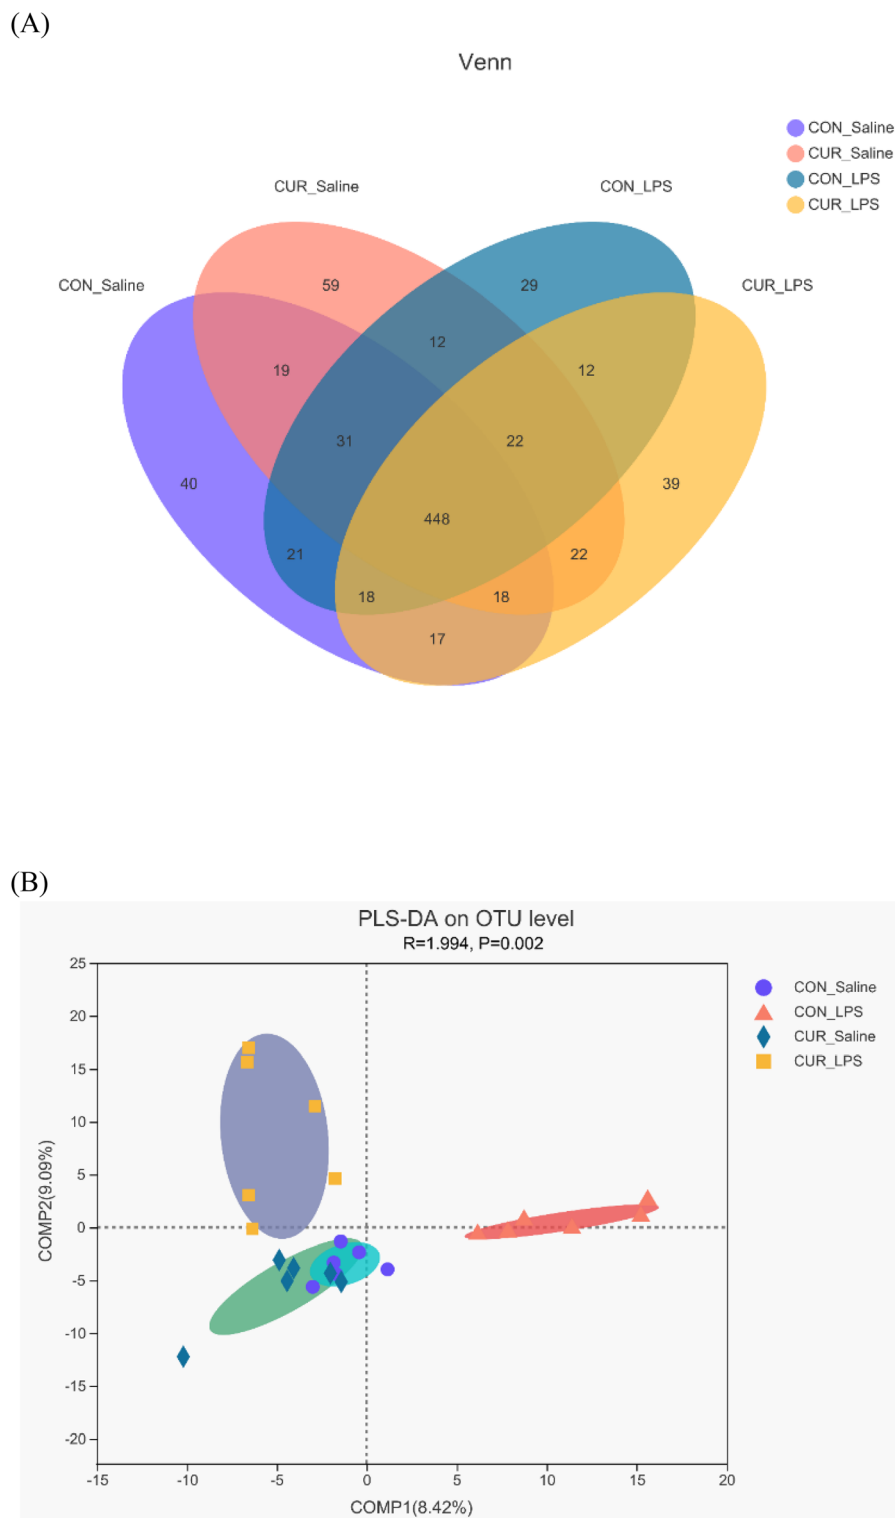 (A)
Venn
CON_Saline
CUR_Saline
CON_LPS
CUR_LPS
CUR_Saline
CON_LPS
CON_Saline
CUR_LPS
59
29
12
19
12
31
22
40
39
448
21
22
18
18
17
(B)
PLS-DA on OTU level
R=1.994, P=0.002
CON_Saline
CON_LPS
CUR_Saline
CUR_LPS
COMP2(9.09%)
25
20
15
10
5
0
-5
-10
-15
-20
-15 -10 -5 0 5 10 15 20
COMP1(8.42%)